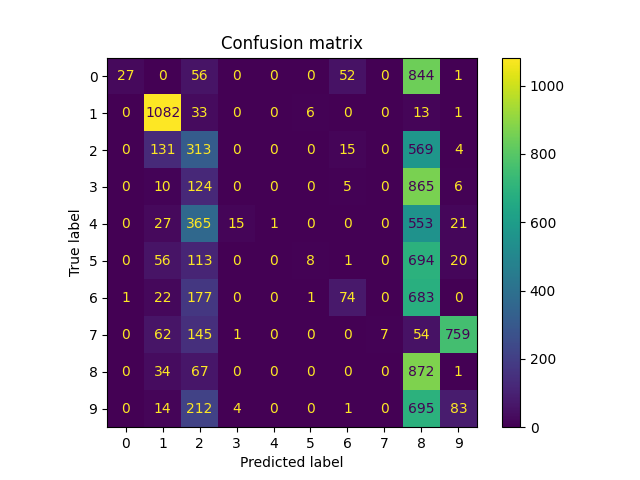 Confusion matrix
0 27 0 56 0 0 0 52 0 844 1
1 0 1082 33 0 0 6 0 0 13 1
2 0 131 313 0 0 0 15 0 569 4
3 0 10 124 0 0 0 5 0 865 6
4 0 27 365 15 1 0 0 0 553 21
5 0 56 113 0 0 8 1 0 694 20
6 1 22 177 0 0 1 74 0 683 0
7 0 62 145 1 0 0 0 7 54 759
8 0 34 67 0 0 0 0 0 872 1
9 0 14 212 4 0 0 1 0 695 83
0 1 2 3 4 5 6 7 8 9
Predicted label
True label
1000
800
600
400
200
0